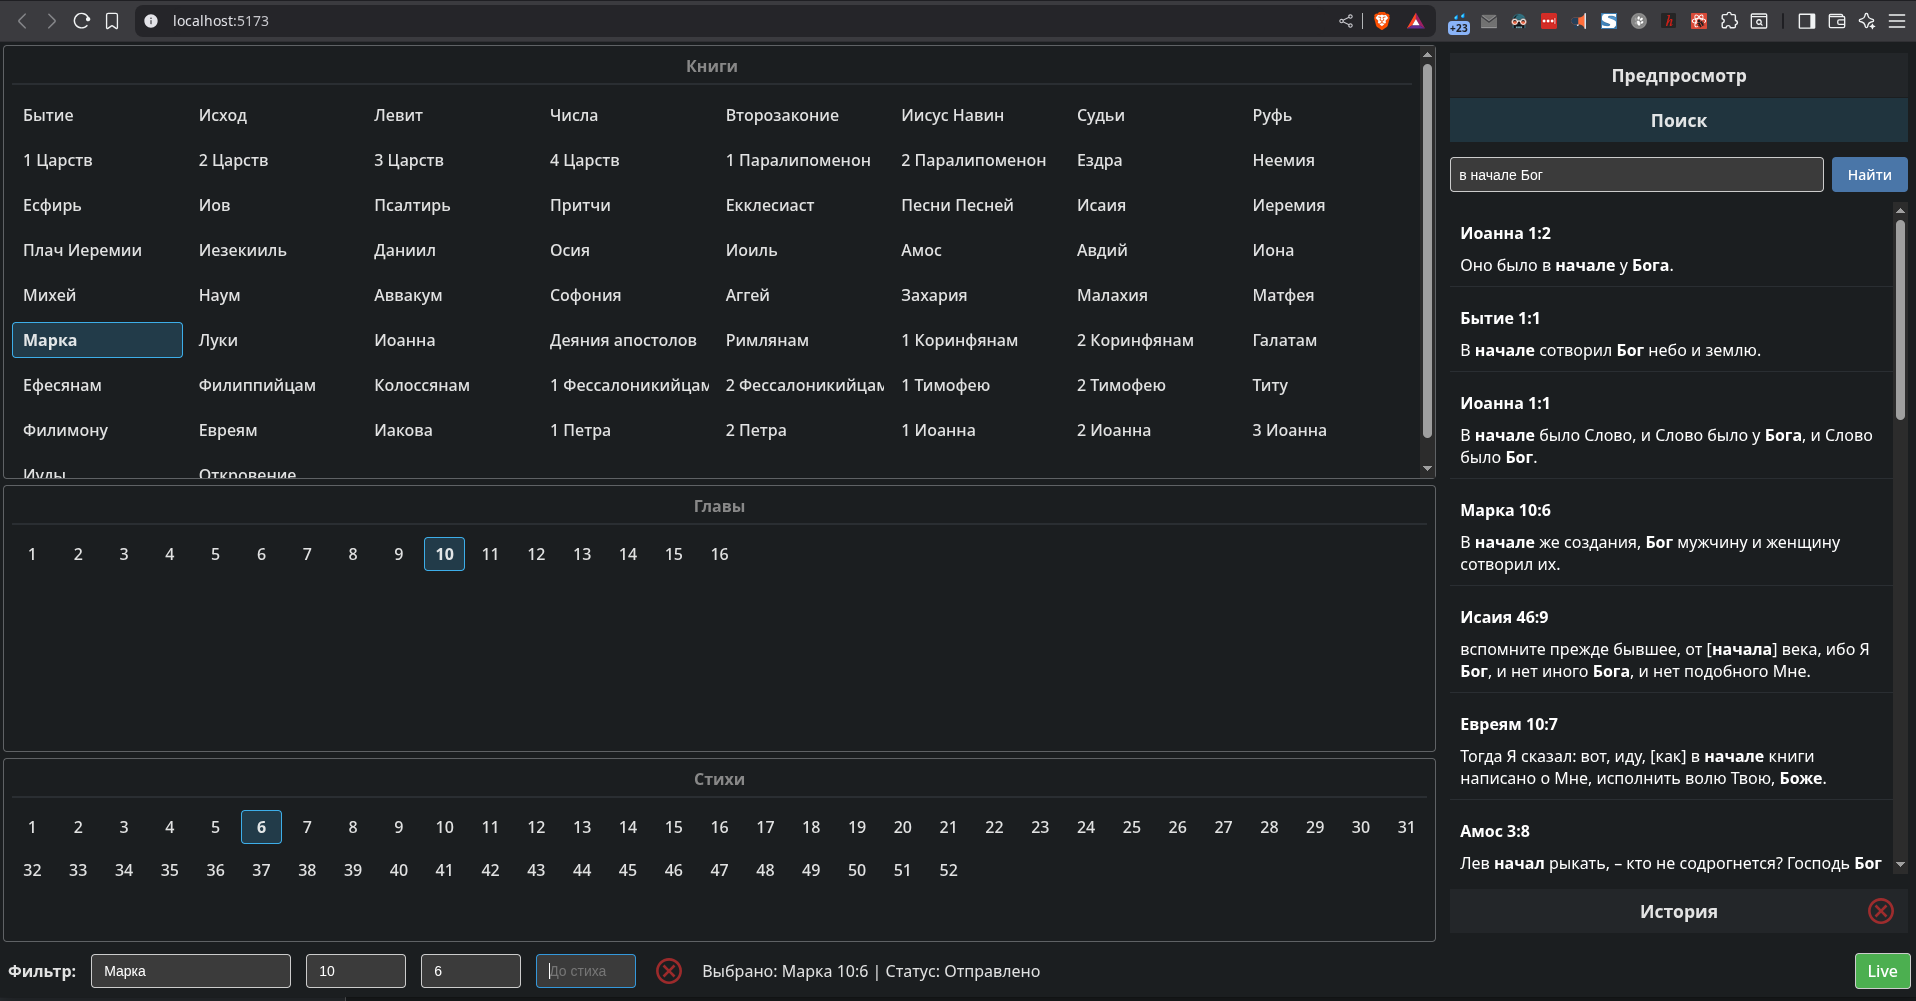 localhost:5173
+23
Книги
Бытие Исход Левит Числа Второзаконие Иисус Навин Судьи Руфь
1 Царств 2 Царств 3 Царств 4 Царств 1 Паралипоменон 2 Паралипоменон Ездра Неемия
Есфирь Иов Псалтирь Притчи Екклесиаст Песни Песней Исаия Иеремия
Плач Иеремии Иезекииль Даниил Осия Иоиль Амос Авдий Иона
Михей Наум Аввакум Софония Аггей Захария Малахия Матфея
Марка Луки Иоанна Деяния апостолов Римлянам 1 Коринфянам 2 Коринфянам Галатам
Ефесянам Филиппийцам Колоссянам 1 Фессалоникийцам 2 Фессалоникийцам 1 Тимофею 2 Тимофею Титу
Филимону Евреям Иакова 1 Петра 2 Петра 1 Иоанна 2 Иоанна 3 Иоанна
Иуды Откровение
Главы
1 2 3 4 5 6 7 8 9 10 11 12 13 14 15 16
Стихи
1 2 3 4 5 6 7 8 9 10 11 12 13 14 15 16 17 18 19 20 21 22 23 24 25 26 27 28 29 30 31
32 33 34 35 36 37 38 39 40 41 42 43 44 45 46 47 48 49 50 51 52
Фильтр: Марка 10 6 До стиха Выбрано: Марка 10:6 | Статус: Отправлено
Предпросмотр
Поиск
в начале Бог Найти
Иоанна 1:2
Оно было в начале у Бога.
Бытие 1:1
В начале сотворил Бог небо и землю.
Иоанна 1:1
В начале было Слово, и Слово было у Бога, и Слово
было Бог.
Марка 10:6
В начале же создания, Бог мужчину и женщину
сотворил их.
Исаия 46:9
вспомните прежде бывшее, от [начала] века, ибо Я
Бог, и нет иного Бога, и нет подобного Мне.
Евреям 10:7
Тогда Я сказал: вот, иду, [как] в начале книги
написано о Мне, исполнить волю Твою, Боже.
Амос 3:8
Лев начал рыкать, – кто не содрогнется? Господь Бог
История
Live